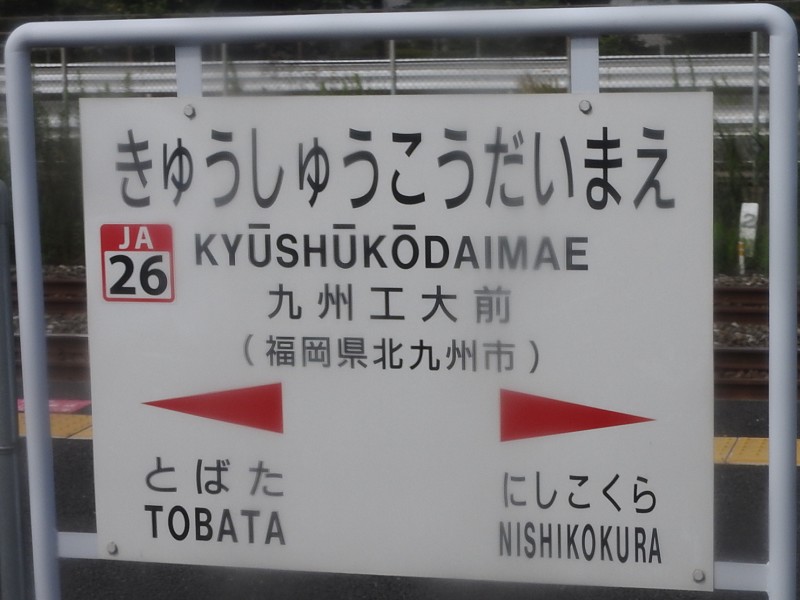 きゅうしゅうこうだいまえ
JA
26
KYŪSHŪKŌDAIMAE
九州工大前
（福岡県北九州市）
とばた
TOBATA
にしこくら
NISHIKOKURA
2